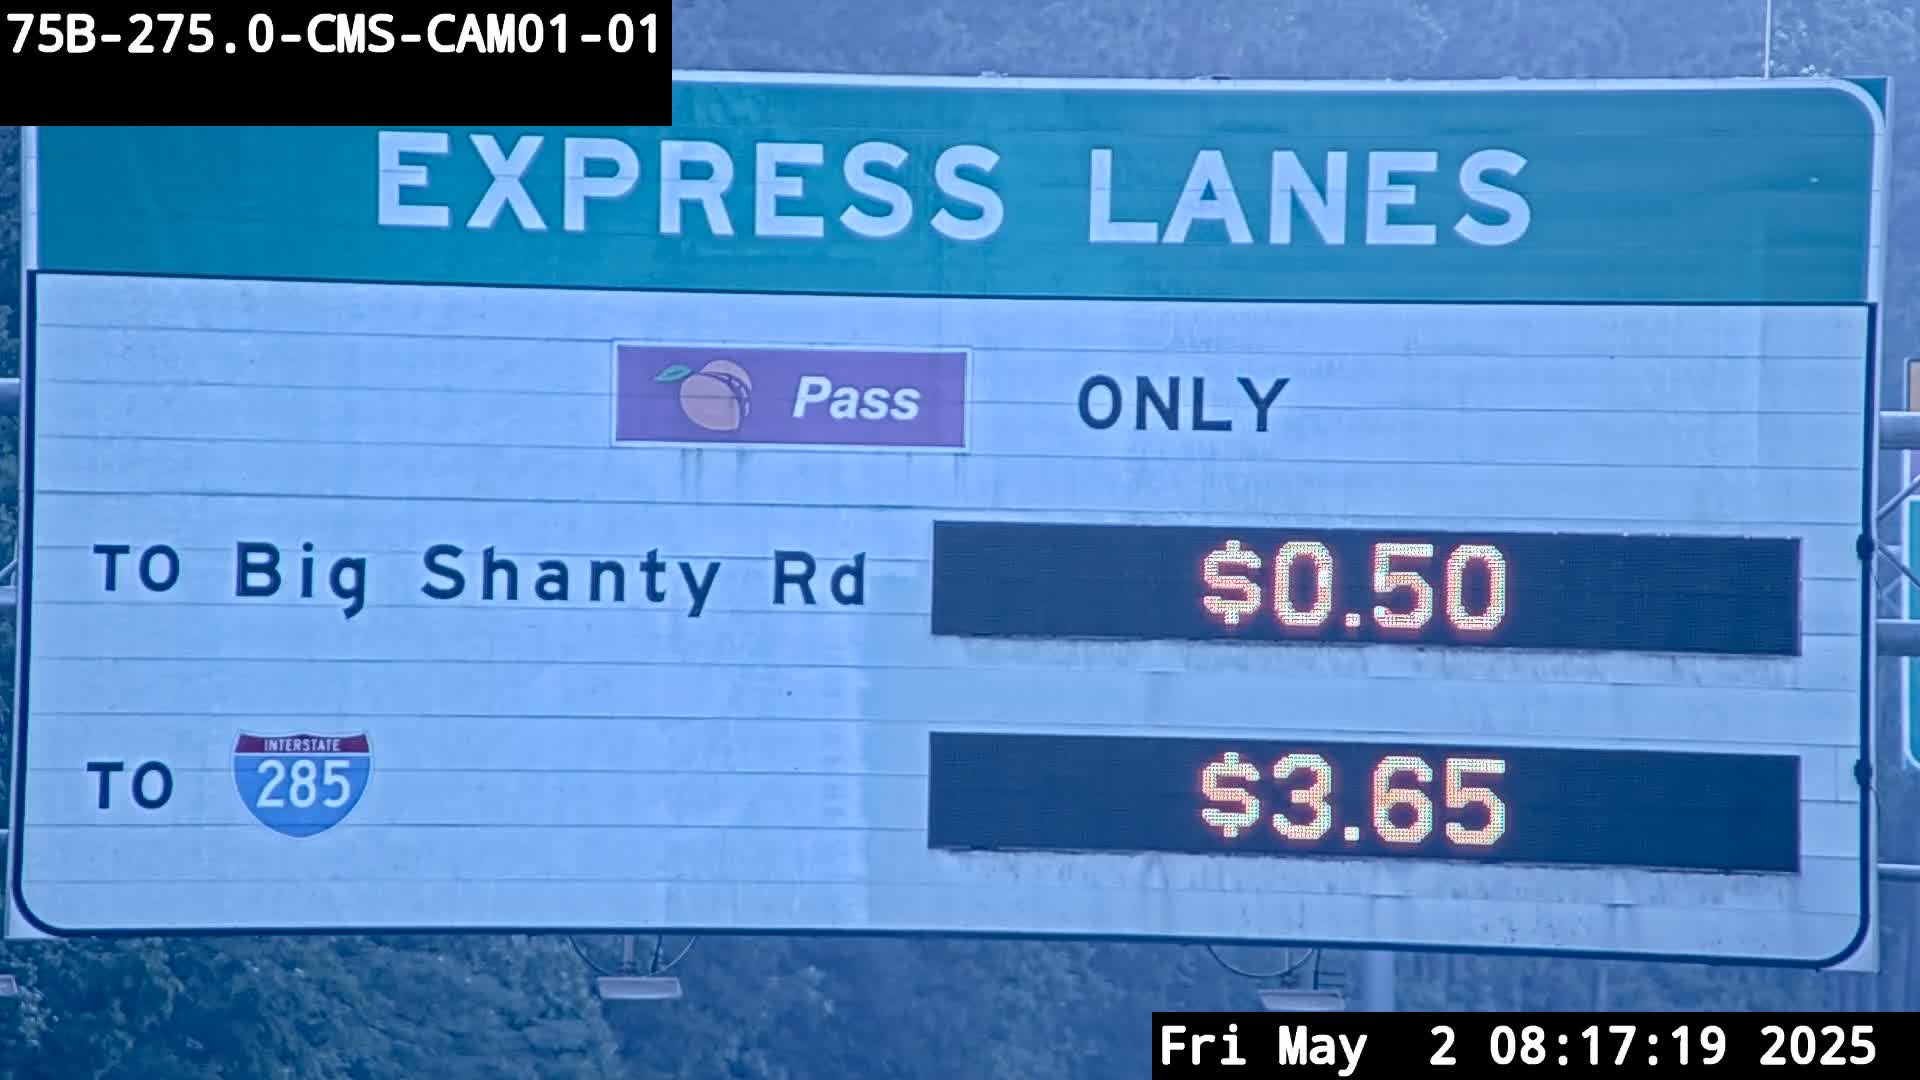 75B-275.0-CMS-CAM01-01
EXPRESS LANES
Pass ONLY
TO Big Shanty Rd $0.50
TO INTERSTATE 285 $3.65
Fri May 2 08:17:19 2025